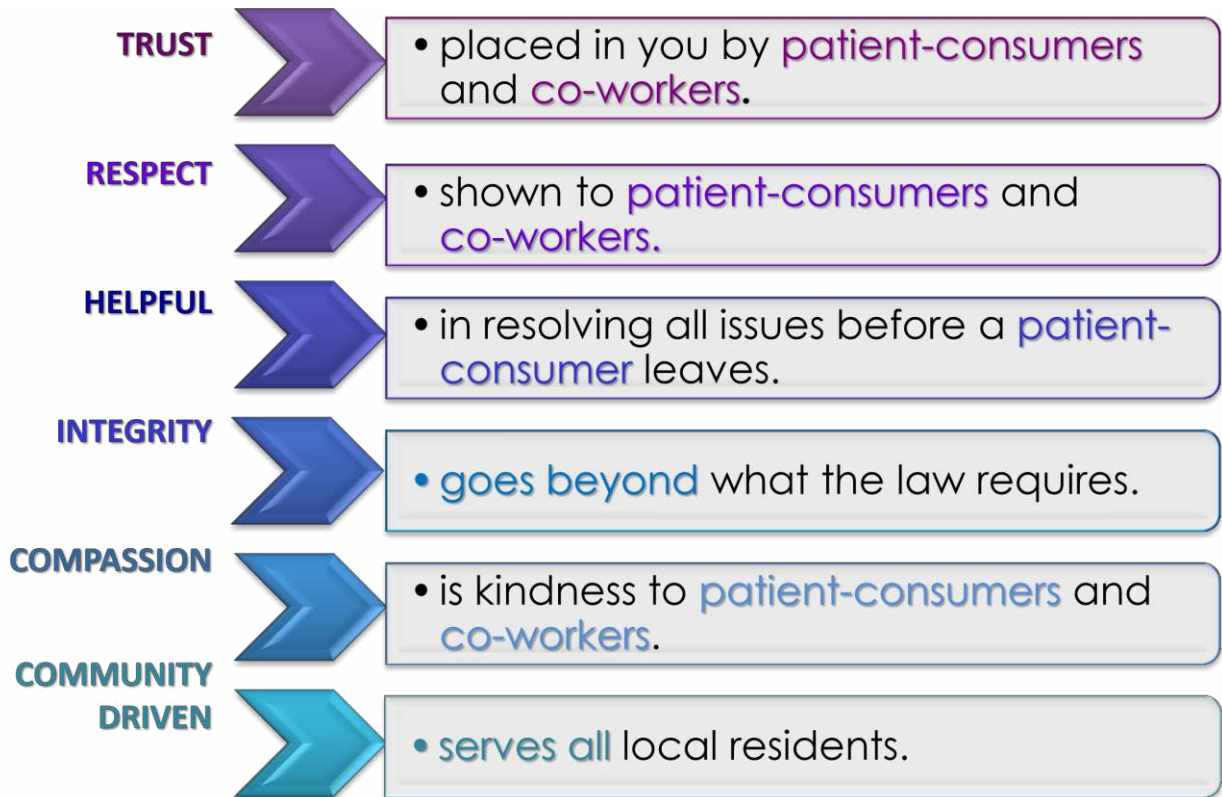 TRUST
• placed in you by patient-consumers
and co-workers.
RESPECT
• shown to patient-consumers and
co-workers.
HELPFUL
• in resolving all issues before a patient-
consumer leaves.
INTEGRITY
• goes beyond what the law requires.
COMPASSION
• is kindness to patient-consumers and
co-workers.
COMMUNITY
DRIVEN
• serves all local residents.